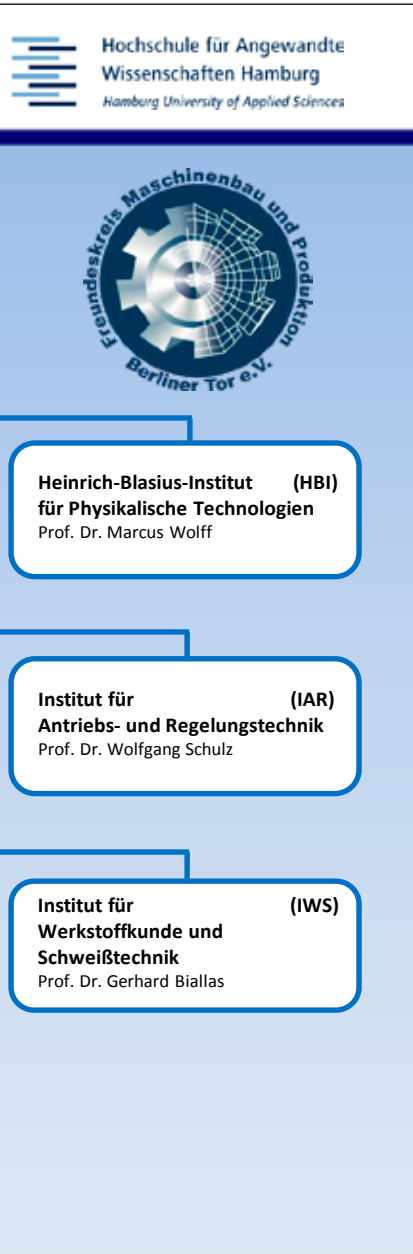 Hochschule für Angewandte
Wissenschaften Hamburg
Hamburg University of Applied Sciences
Freundeskreis Maschinenbau und Produktion
Berliner Tor e.V.
Heinrich-Blasius-Institut (HBI)
für Physikalische Technologien
Prof. Dr. Marcus Wolff
Institut für (IAR)
Antriebs- und Regelungstechnik
Prof. Dr. Wolfgang Schulz
Institut für (IWS)
Werkstoffkunde und
Schweißtechnik
Prof. Dr. Gerhard Biallas